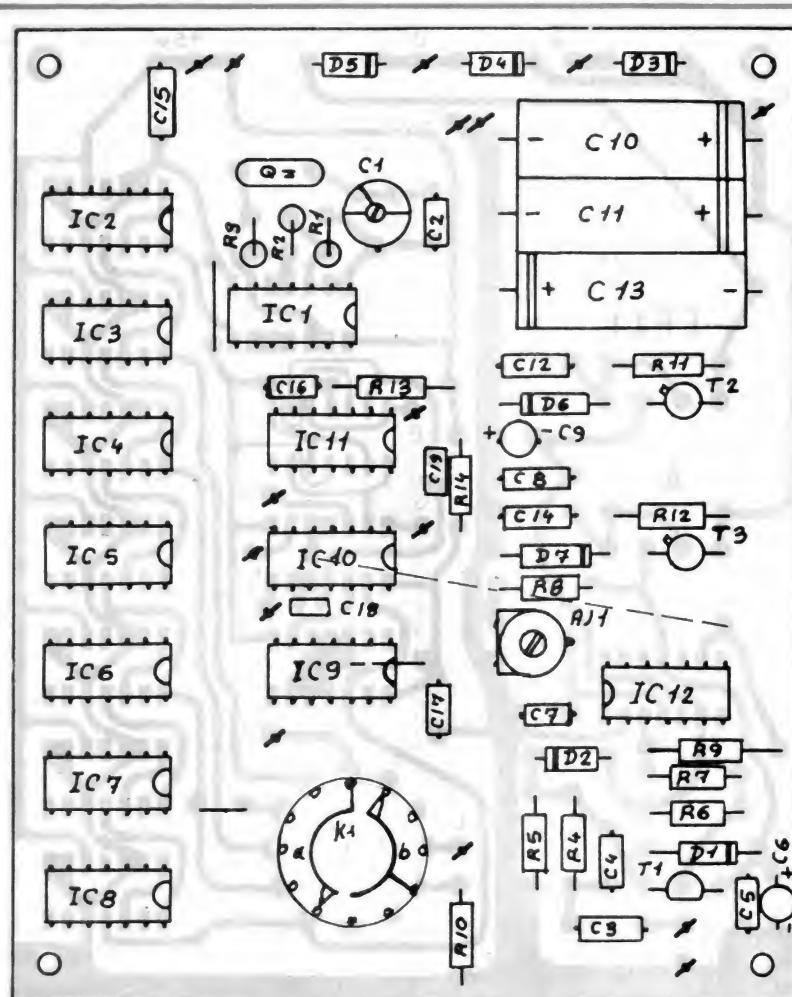 D5
D4
D3
C15
C10
- +
Q =
C1
IC2
R3
R2
R1
C2
C11
- +
IC1
C13
+ -
IC3
C12
R11
C16
R13
D6
T2
IC4
IC11
+ - C9
C19
R14
C8
C14
R12
IC5
IC10
D7
T3
R8
C18
AJ1
IC6
IC9
IC12
C17
C7
R9
D2
R7
IC7
R6
K1
a b
R5
R4
C4
D1
C6
+
T1
IC8
C5
-
R10
C3